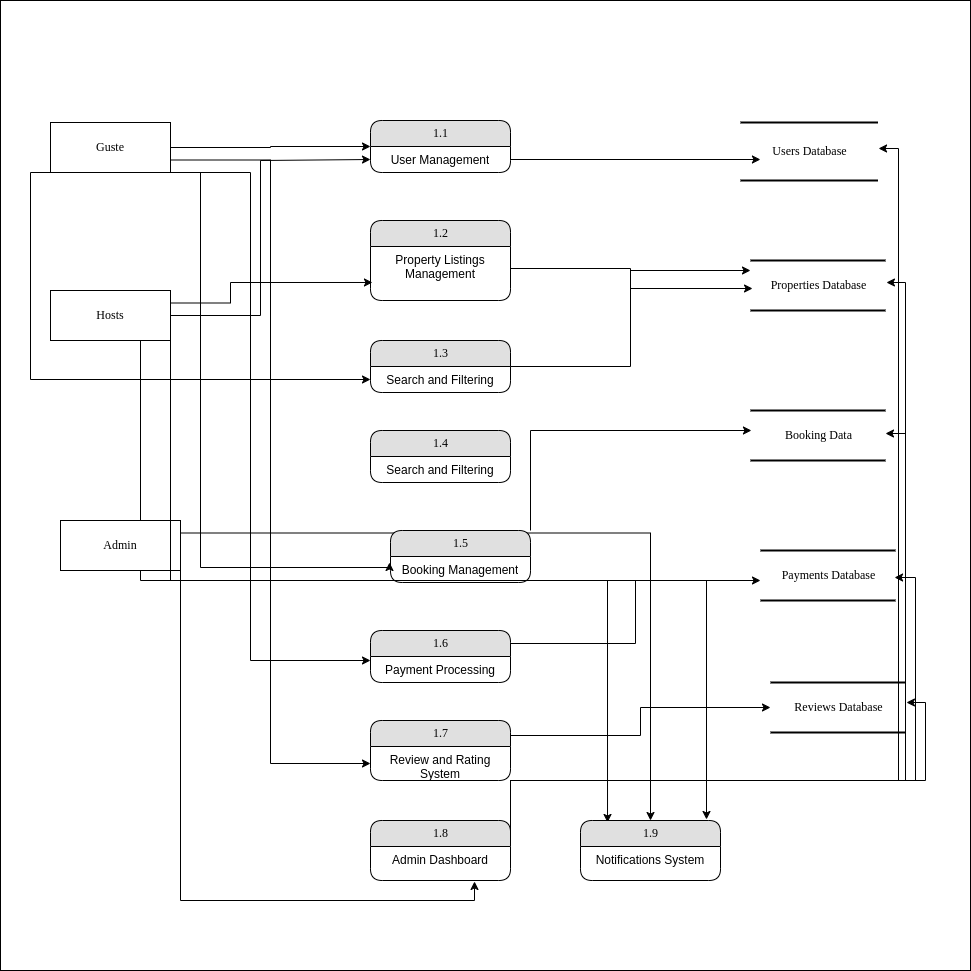 Guste
1.1
User Management
Users Database
1.2
Property Listings
Management
Properties Database
Hosts
1.3
Search and Filtering
1.4
Search and Filtering
Booking Data
Admin
1.5
Booking Management
Payments Database
1.6
Payment Processing
Reviews Database
1.7
Review and Rating
System
1.8
Admin Dashboard
1.9
Notifications System